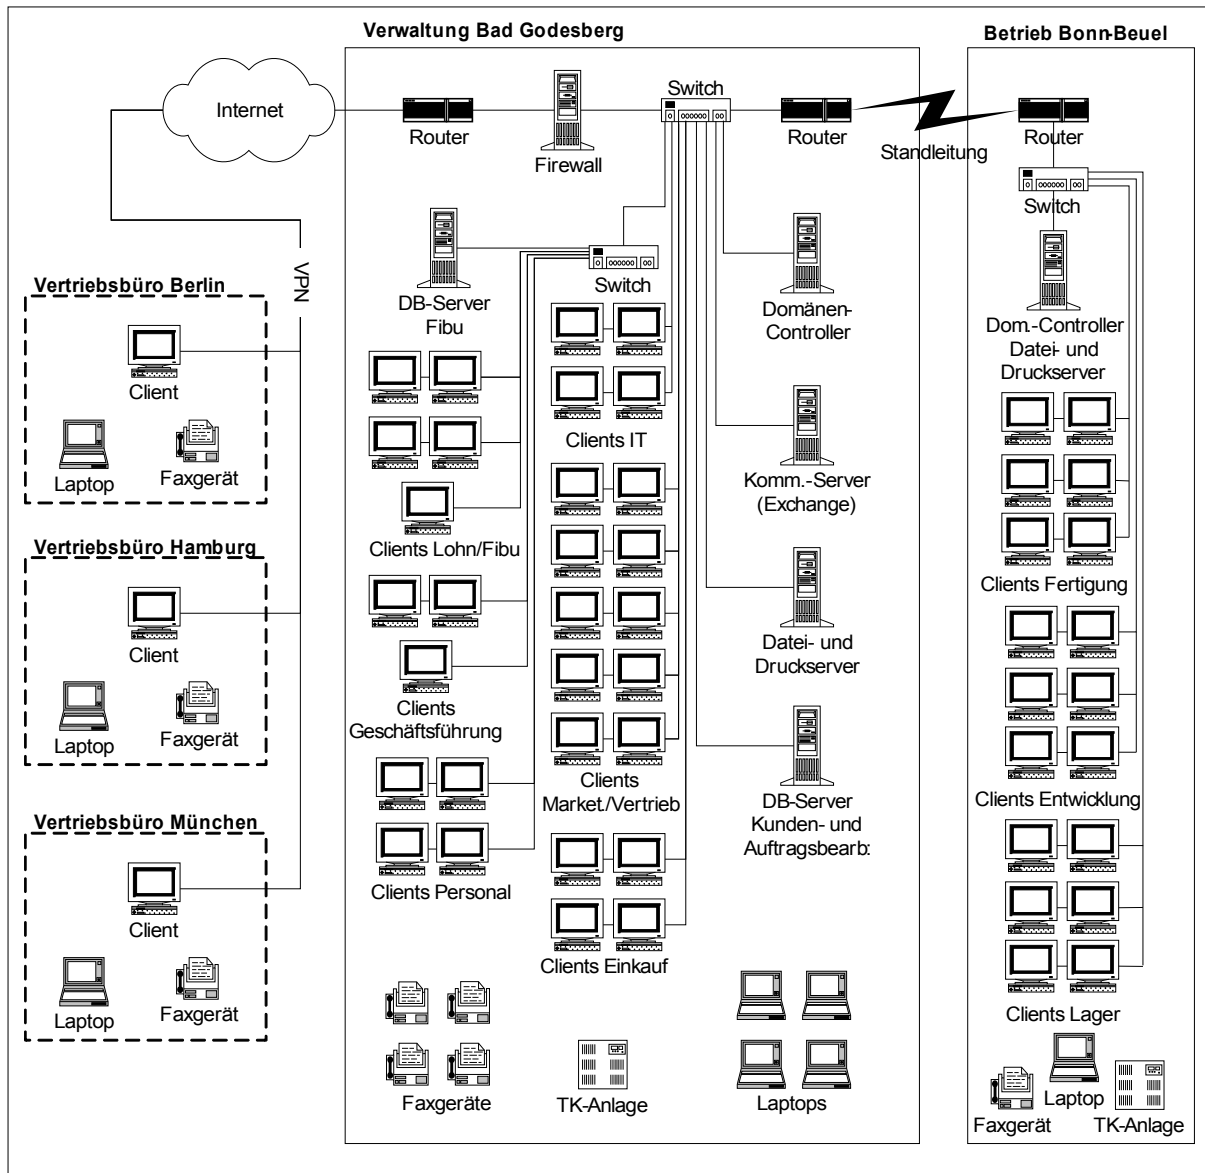 Verwaltung Bad Godesberg
Betrieb Bonn-Beuel
Internet
Router
Firewall
Switch
Router
Standleitung
Router
Switch
VPN
Vertriebsbüro Berlin
Client
Laptop
Faxgerät
Vertriebsbüro Hamburg
Client
Laptop
Faxgerät
Vertriebsbüro München
Client
Laptop
Faxgerät
DB-Server
Fibu
Switch
Clients Lohn/Fibu
Clients
Geschäftsführung
Clients Personal
Clients IT
Clients
Market./Vertrieb
Clients Einkauf
Domänen-
Controller
Komm.-Server
(Exchange)
Datei- und
Druckserver
DB-Server
Kunden- und
Auftragsbearb:
Faxgeräte
TK-Anlage
Laptops
Dom.-Controller
Datei- und
Druckserver
Clients Fertigung
Clients Entwicklung
Clients Lager
Faxgerät
Laptop
TK-Anlage